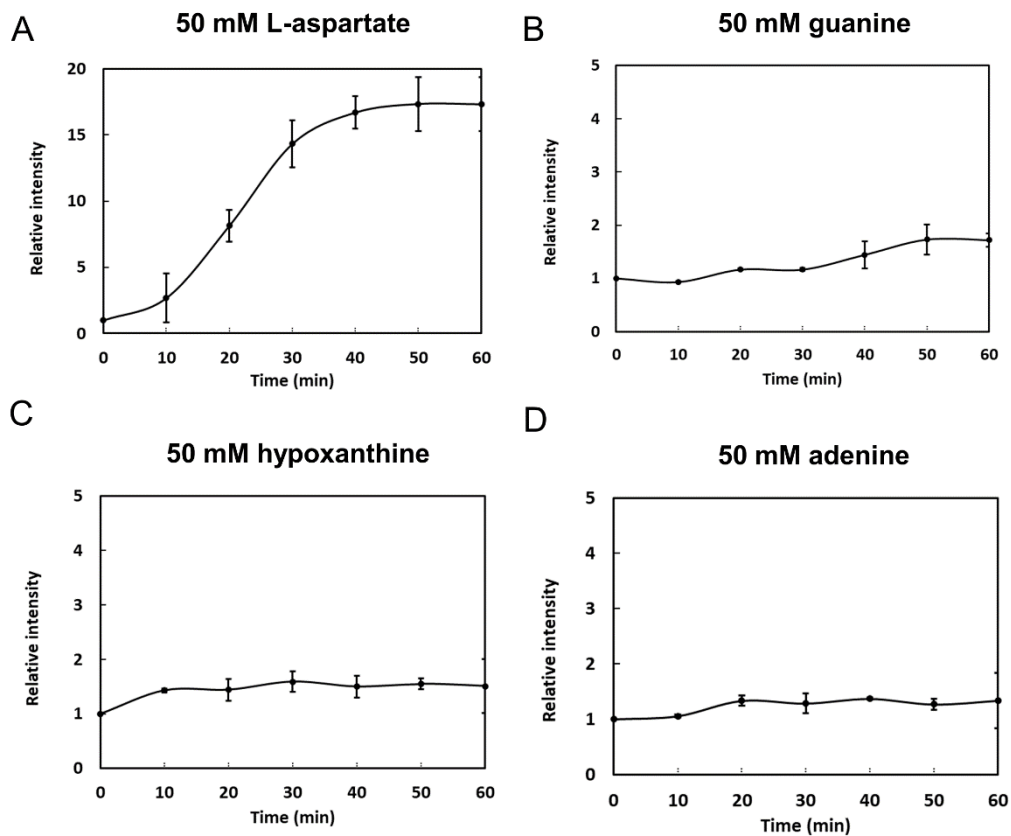 A
50 mM L-aspartate
20
15
10
5
0
Relative intensity
0 10 20 30 40 50 60
Time (min)
B
50 mM guanine
5
4
3
2
1
0
Relative intensity
0 10 20 30 40 50 60
Time (min)
C
50 mM hypoxanthine
5
4
3
2
1
0
Relative intensity
0 10 20 30 40 50 60
Time (min)
D
50 mM adenine
5
4
3
2
1
0
Relative intensity
0 10 20 30 40 50 60
Time (min)